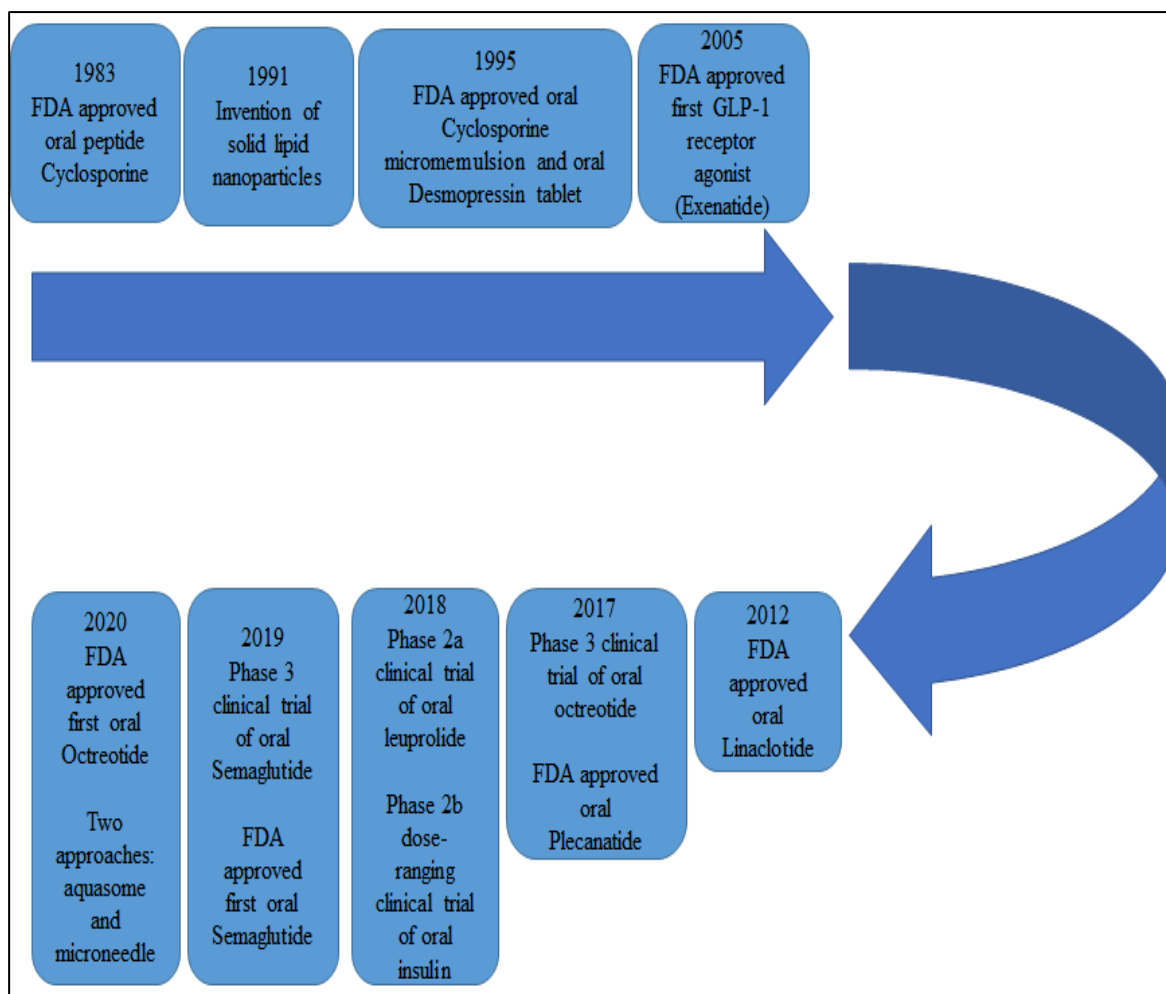 1983
FDA approved
oral peptide
Cyclosporine
1991
Invention of
solid lipid
nanoparticles
1995
FDA approved oral
Cyclosporine
micromemulsion and oral
Desmopressin tablet
2005
FDA approved
first GLP-1
receptor
agonist
(Exenatide)
2012
FDA
approved
oral
Linaclotide
2017
Phase 3 clinical
trial of oral
octreotide
FDA approved
oral
Plecanatide
2018
Phase 2a
clinical trial
of oral
leuprolide
Phase 2b
dose-
ranging
clinical trial
of oral
insulin
2019
Phase 3
clinical trial
of oral
Semaglutide
FDA
approved
first oral
Semaglutide
2020
FDA
approved
first oral
Octreotide
Two
approaches:
aquasome
and
microneedle